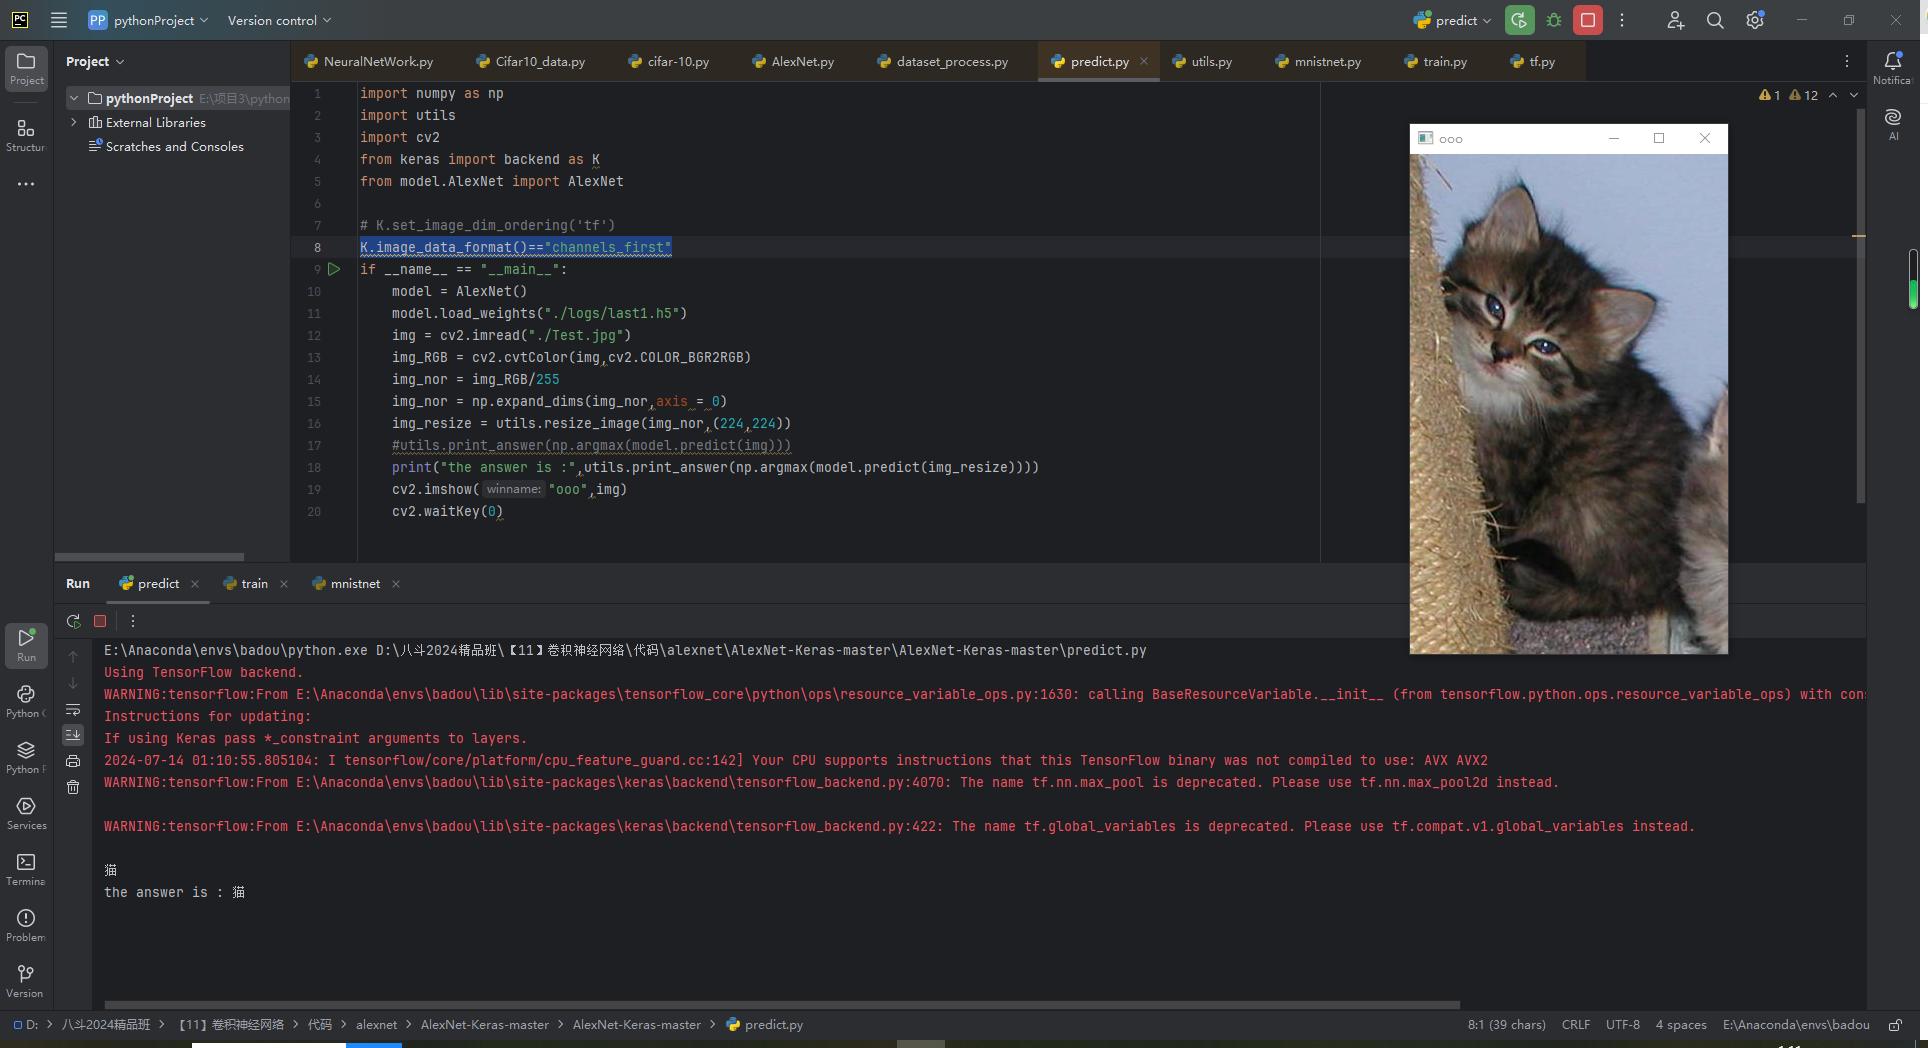 PC
PP pythonProject
Version control
predict
Project
Structur
Project
pythonProject E:\项目3\python
External Libraries
Scratches and Consoles
NeuralNetWork.py
Cifar10_data.py
cifar-10.py
AlexNet.py
dataset_process.py
predict.py
utils.py
mnistnet.py
train.py
tf.py
Notifica
AI
1 12
1 import numpy as np
2 import utils
3 import cv2
4 from keras import backend as K
5 from model.AlexNet import AlexNet
6
7 # K.set_image_dim_ordering('tf')
8 K.image_data_format()=="channels_first"
9 if __name__ == "__main__":
10 model = AlexNet()
11 model.load_weights("./logs/last1.h5")
12 img = cv2.imread("./Test.jpg")
13 img_RGB = cv2.cvtColor(img,cv2.COLOR_BGR2RGB)
14 img_nor = img_RGB/255
15 img_nor = np.expand_dims(img_nor,axis = 0)
16 img_resize = utils.resize_image(img_nor,(224,224))
17 #utils.print_answer(np.argmax(model.predict(img)))
18 print("the answer is :",utils.print_answer(np.argmax(model.predict(img_resize))))
19 cv2.imshow( winname: "ooo",img)
20 cv2.waitKey(0)
ooo
Run
predict
train
mnistnet
Run
Python C
Python P
Services
Termina
Problem
Version
E:\Anaconda\envs\badou\python.exe D:\八斗2024精品班\【11】卷积神经网络\代码\alexnet\AlexNet-Keras-master\AlexNet-Keras-master\predict.py
Using TensorFlow backend.
WARNING:tensorflow:From E:\Anaconda\envs\badou\lib\site-packages\tensorflow_core\python\ops\resource_variable_ops.py:1630: calling BaseResourceVariable.__init__ (from tensorflow.python.ops.resource_variable_ops) with cons
Instructions for updating:
If using Keras pass *_constraint arguments to layers.
2024-07-14 01:10:55.805104: I tensorflow/core/platform/cpu_feature_guard.cc:142] Your CPU supports instructions that this TensorFlow binary was not compiled to use: AVX AVX2
WARNING:tensorflow:From E:\Anaconda\envs\badou\lib\site-packages\keras\backend\tensorflow_backend.py:4070: The name tf.nn.max_pool is deprecated. Please use tf.nn.max_pool2d instead.
WARNING:tensorflow:From E:\Anaconda\envs\badou\lib\site-packages\keras\backend\tensorflow_backend.py:422: The name tf.global_variables is deprecated. Please use tf.compat.v1.global_variables instead.
猫
the answer is : 猫
D: > 八斗2024精品班 > 【11】卷积神经网络 > 代码 > alexnet > AlexNet-Keras-master > AlexNet-Keras-master > predict.py
8:1 (39 chars) CRLF UTF-8 4 spaces E:\Anaconda\envs\badou